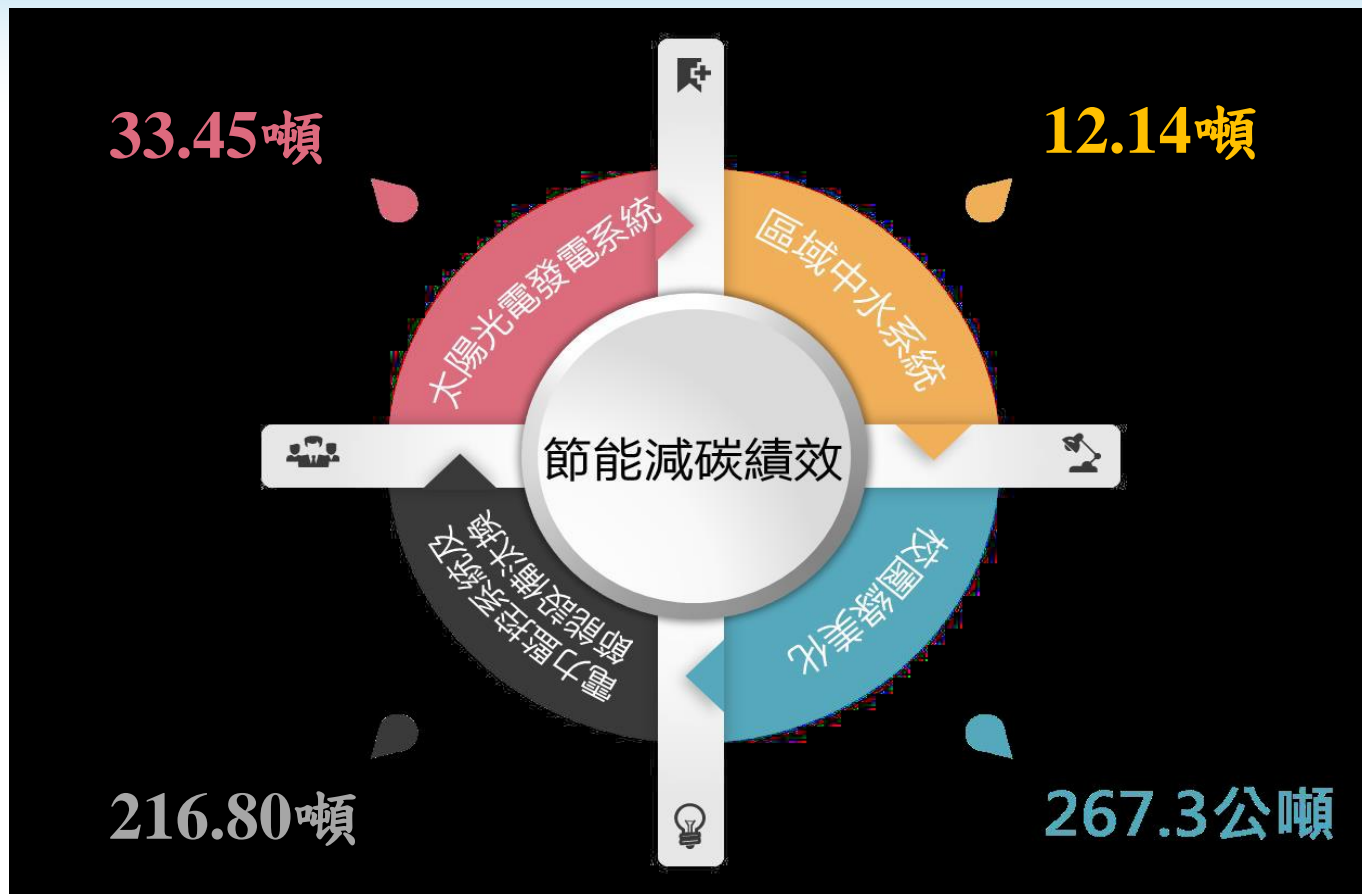 33.45噸
12.14噸
太陽光電發電系統
區域中水系統
節能減碳績效
電力監控系統及
節能設備汰換
校園綠美化
216.80噸
267.3公噸